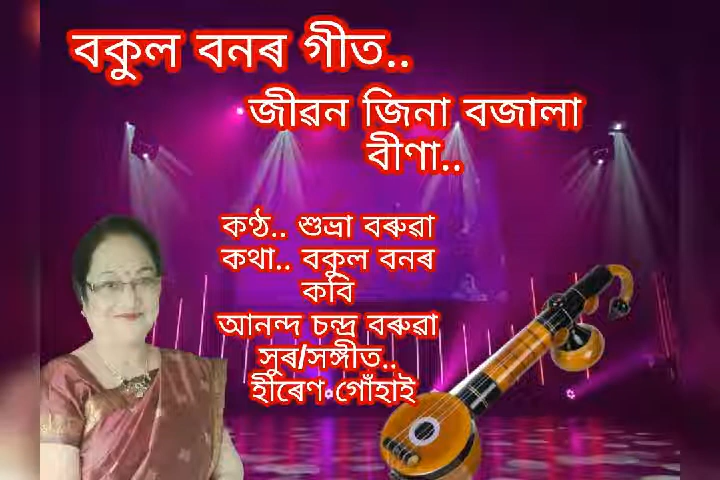 বকুল বনৰ গীত..
জীৱন জিনা বজালা
বীণা..
কণ্ঠ.. শুভ্ৰা বৰুৱা
কথা.. বকুল বনৰ
কবি
আনন্দ চন্দ্ৰ বৰুৱা
সুৰ/সঙ্গীত..
হীৰেণ গোঁহাই